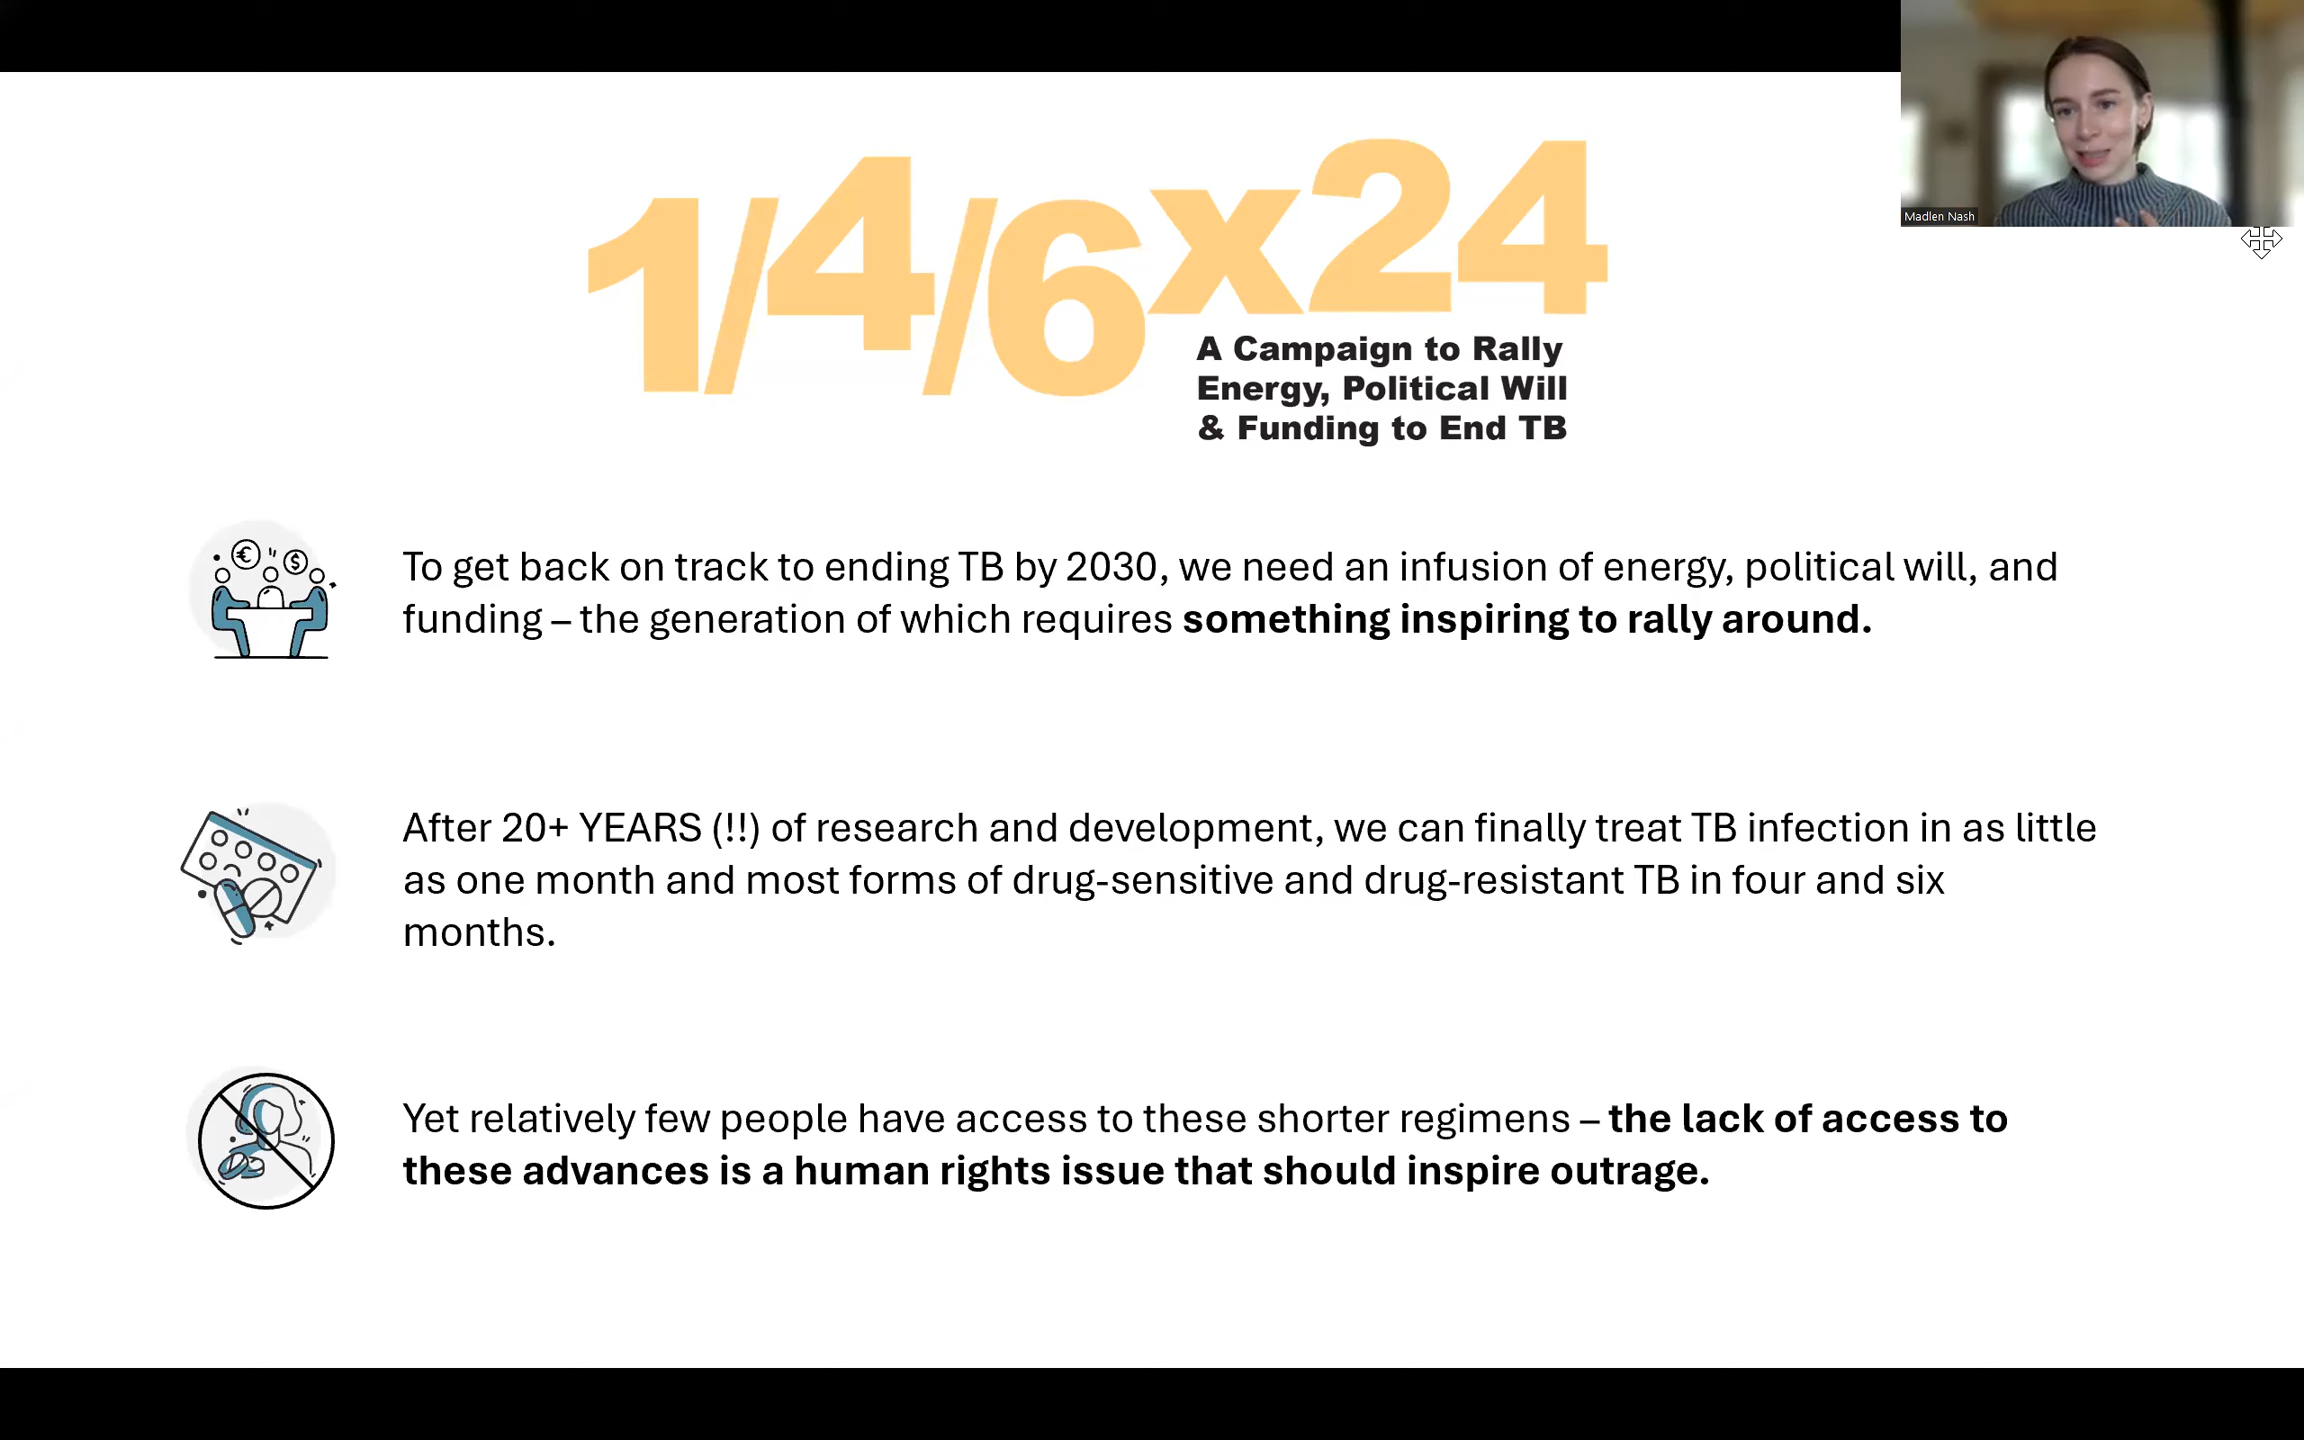 1/4/6x24
A Campaign to Rally
Energy, Political Will
& Funding to End TB
Madlen Nash
€ $
To get back on track to ending TB by 2030, we need an infusion of energy, political will, and
funding – the generation of which requires something inspiring to rally around.
After 20+ YEARS (!!) of research and development, we can finally treat TB infection in as little
as one month and most forms of drug-sensitive and drug-resistant TB in four and six
months.
Yet relatively few people have access to these shorter regimens – the lack of access to
these advances is a human rights issue that should inspire outrage.